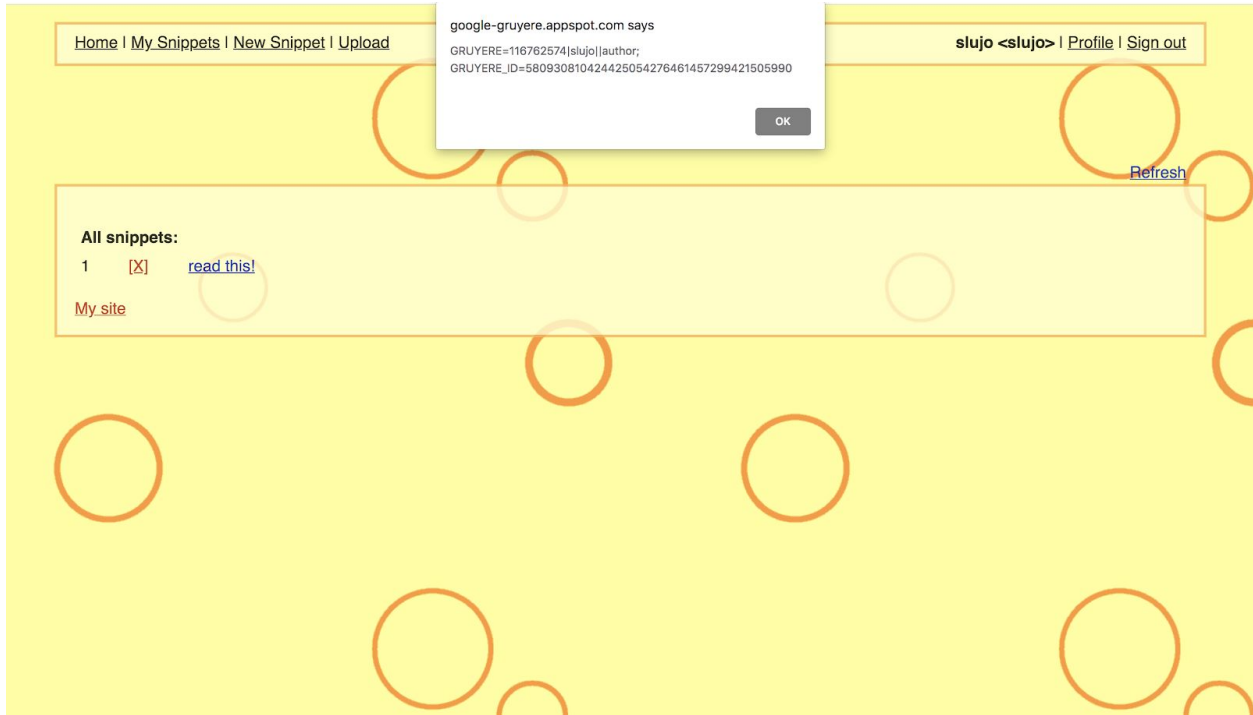 google-gruyere.appspot.com says
GRUYERE=116762574|slujo||author;
GRUYERE_ID=580930810424425054276461457299421505990
OK
Home | My Snippets | New Snippet | Upload
slujo <slujo> | Profile | Sign out
Refresh
All snippets:
1 [X] read this!
My site